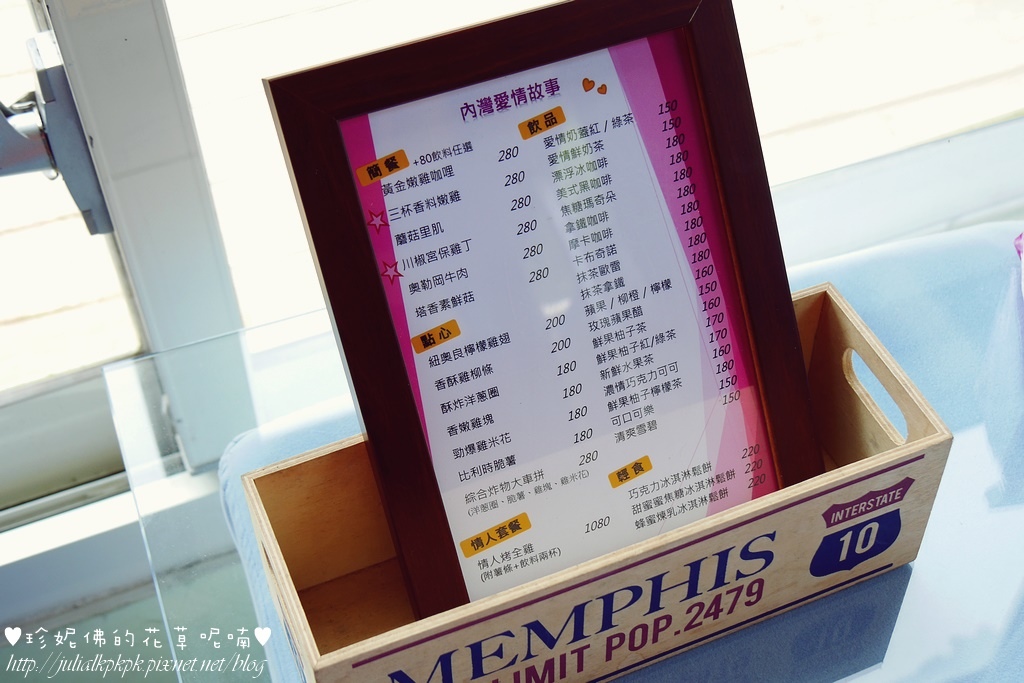 內灣愛情故事
簡餐 +80飲料任選
黃金嫩雞咖哩 280
三杯香料嫩雞 280
蘑菇里肌 280
川椒宮保雞丁 280
奧勒岡牛肉 280
塔香素鮮菇 280
點心
紐奧良檸檬雞翅 200
香酥雞柳條 200
酥炸洋蔥圈 180
香嫩雞塊 180
勁爆雞米花 180
比利時脆薯 180
綜合炸物大車拼 280
(洋蔥圈、脆薯、雞塊、雞米花)
情人套餐
情人烤全雞 1080
(附薯條+飲料兩杯)
飲品
愛情奶蓋紅 / 綠茶 150
愛情鮮奶茶 150
漂浮冰咖啡 180
美式黑咖啡 150
焦糖瑪奇朵 180
拿鐵咖啡 180
摩卡咖啡 180
卡布奇諾 180
抹茶歐蕾 180
抹茶拿鐵 180
蘋果 / 柳橙 / 檸檬 160
玫瑰蘋果醋 150
鮮果柚子茶 160
鮮果柚子紅/綠茶 170
新鮮水果茶 170
濃情巧克力可可 160
鮮果柚子檸檬茶 180
可口可樂 150
清爽雪碧 150
輕食
巧克力冰淇淋鬆餅 220
甜蜜蜜焦糖冰淇淋鬆餅 220
蜂蜜煉乳冰淇淋鬆餅 220
MEMPHIS
LIMIT POP.2479
INTERSTATE
10
♥珍妮佛的花草呢喃♥
http://julialkpkpk.pixnet.net/blog